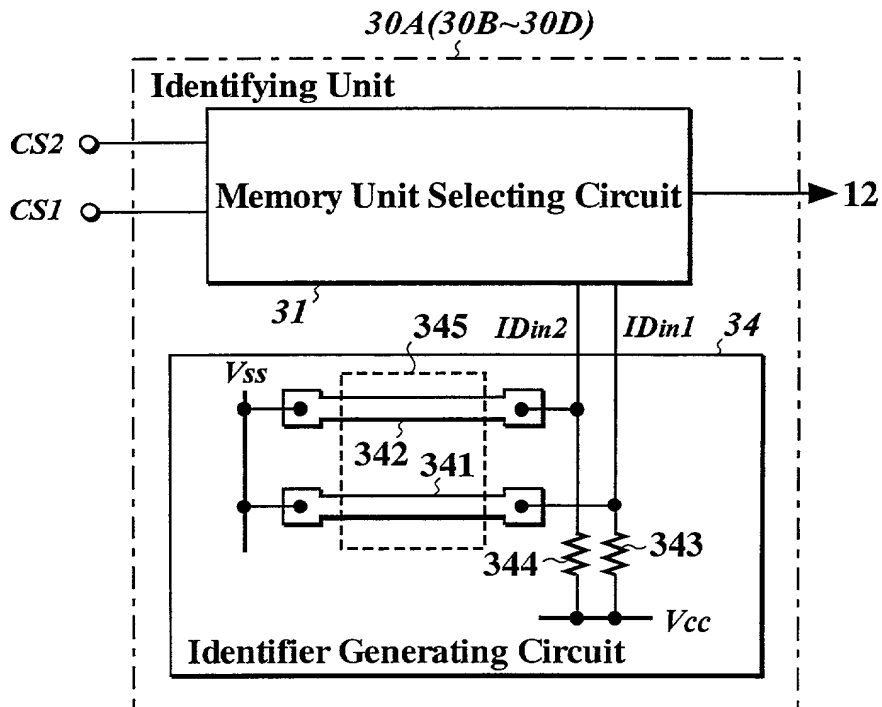 30A(30B~30D)
Identifying Unit
CS2
CS1
Memory Unit Selecting Circuit
12
31
IDin2
IDin1
34
345
Vss
342
341
344
343
Vcc
Identifier Generating Circuit